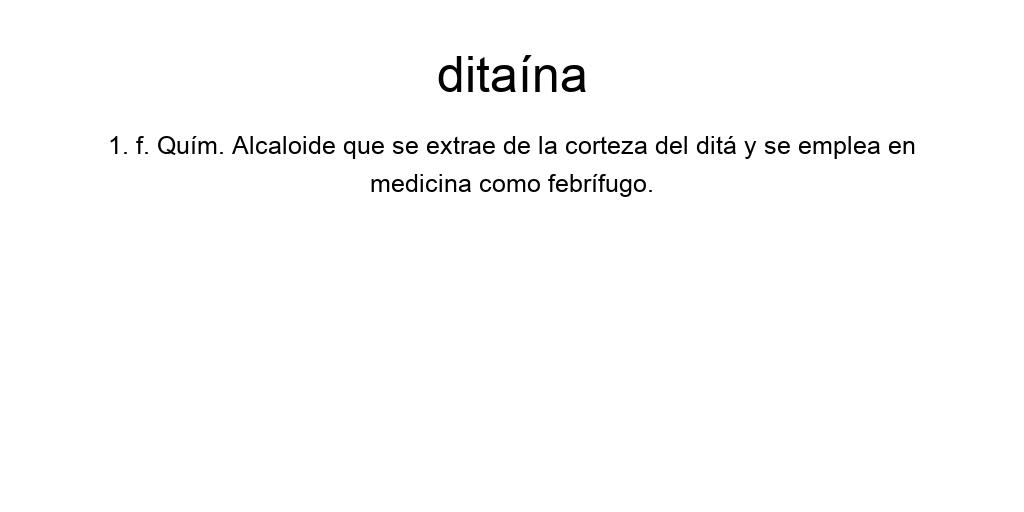 ditaína
1. f. Quím. Alcaloide que se extrae de la corteza del ditá y se emplea en
medicina como febrífugo.